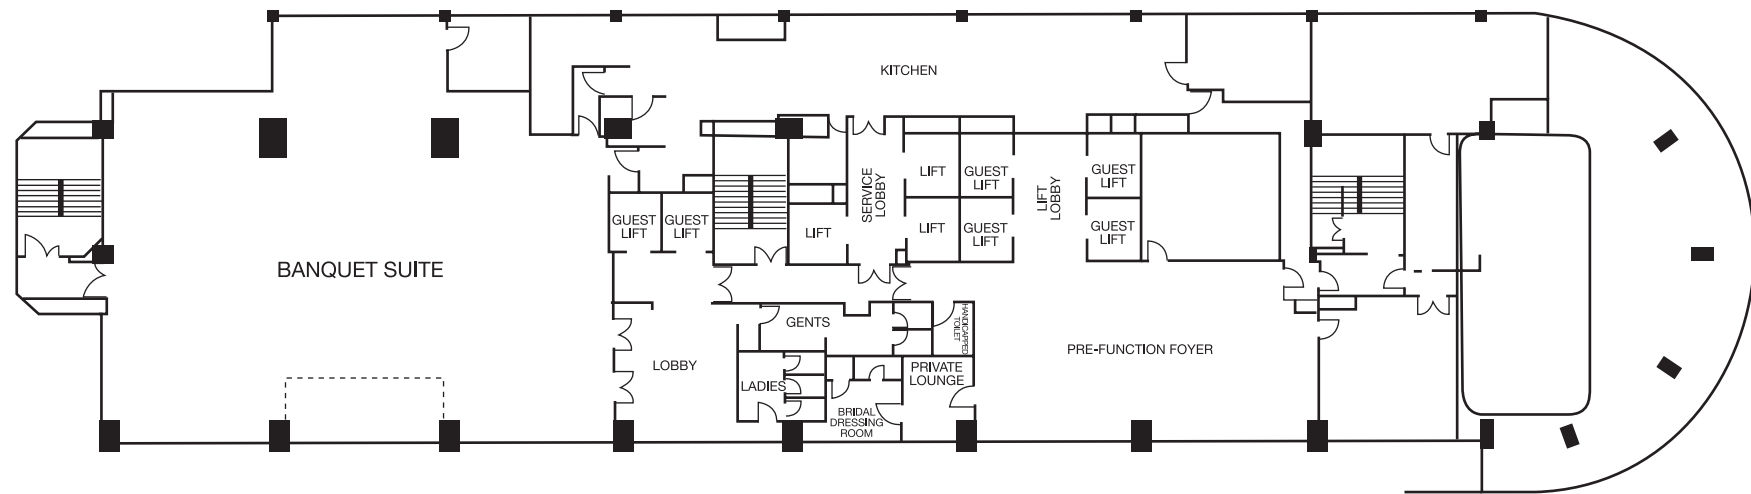 KITCHEN
LIFT
GUEST
LIFT
SERVICE
LOBBY
LIFT
LOBBY
GUEST
LIFT
GUEST
LIFT
GUEST
LIFT
LIFT
LIFT
GUEST
LIFT
GUEST
LIFT
BANQUET SUITE
GENTS
HANDICAPPED
TOILET
LOBBY
LADIES
PRIVATE
LOUNGE
PRE-FUNCTION FOYER
BRIDAL
DRESSING
ROOM